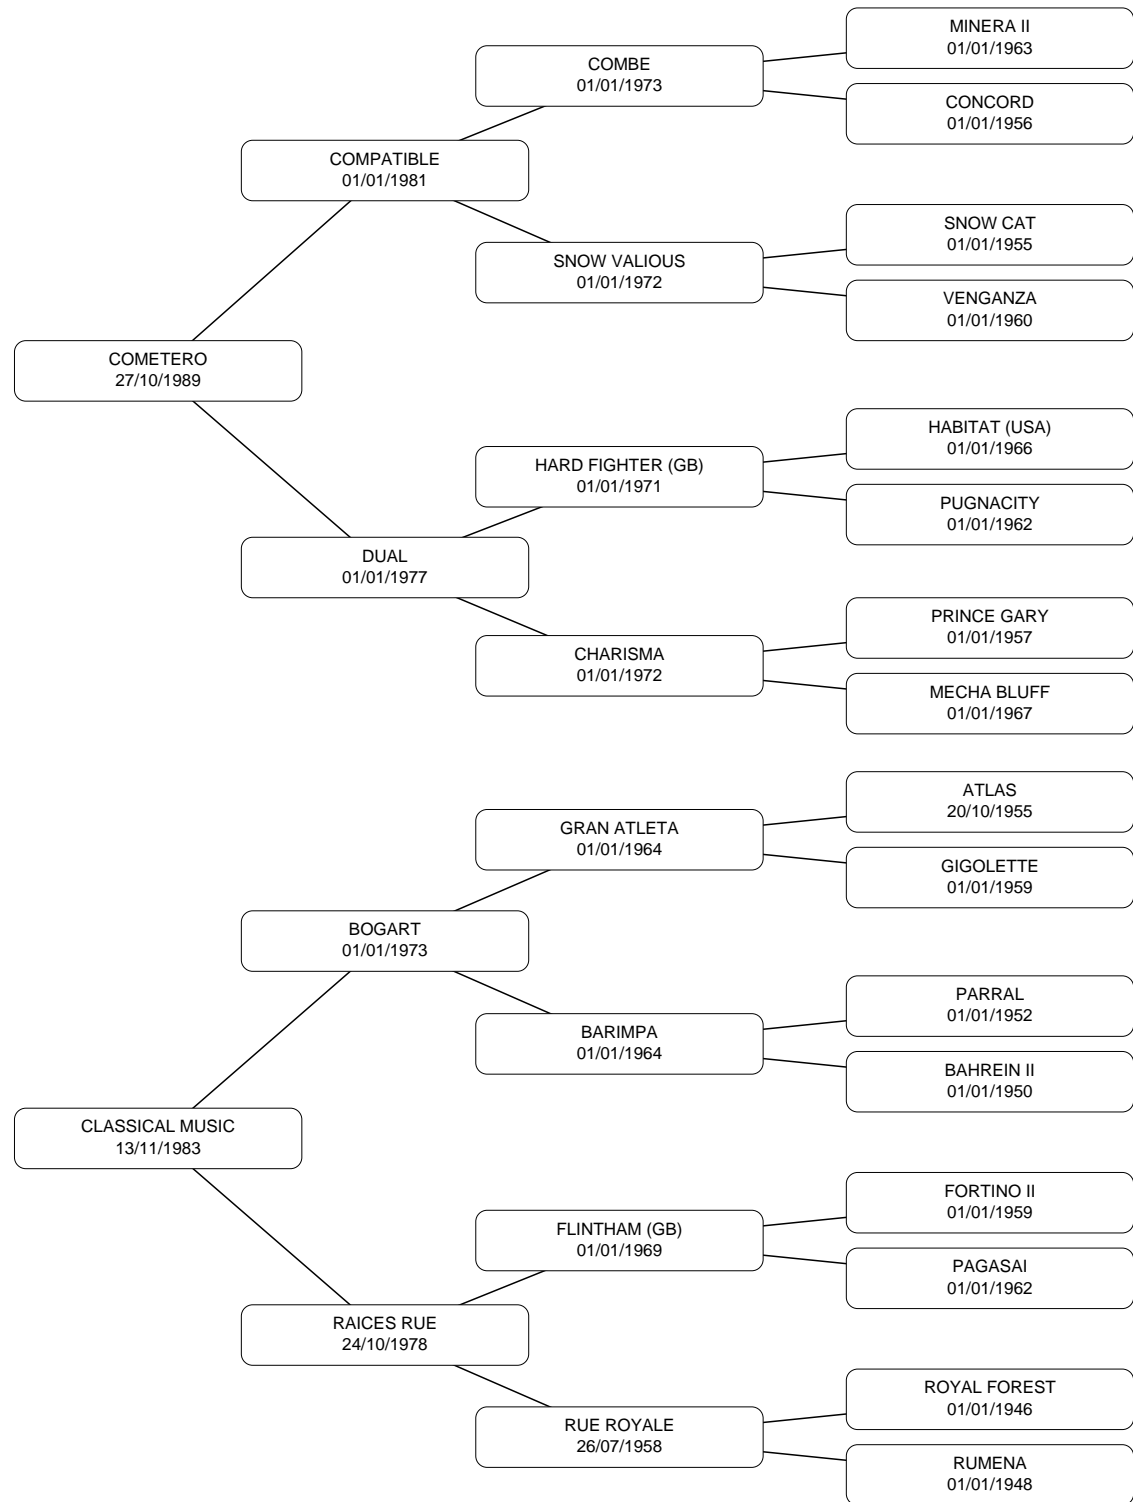 MINERA II
01/01/1963
COMBE
01/01/1973
CONCORD
01/01/1956
COMPATIBLE
01/01/1981
SNOW CAT
01/01/1955
SNOW VALIOUS
01/01/1972
VENGANZA
01/01/1960
COMETERO
27/10/1989
HABITAT (USA)
01/01/1966
HARD FIGHTER (GB)
01/01/1971
PUGNACITY
01/01/1962
DUAL
01/01/1977
PRINCE GARY
01/01/1957
CHARISMA
01/01/1972
MECHA BLUFF
01/01/1967
ATLAS
20/10/1955
GRAN ATLETA
01/01/1964
GIGOLETTE
01/01/1959
BOGART
01/01/1973
PARRAL
01/01/1952
BARIMPA
01/01/1964
BAHREIN II
01/01/1950
CLASSICAL MUSIC
13/11/1983
FORTINO II
01/01/1959
FLINTHAM (GB)
01/01/1969
PAGASAI
01/01/1962
RAICES RUE
24/10/1978
ROYAL FOREST
01/01/1946
RUE ROYALE
26/07/1958
RUMENA
01/01/1948